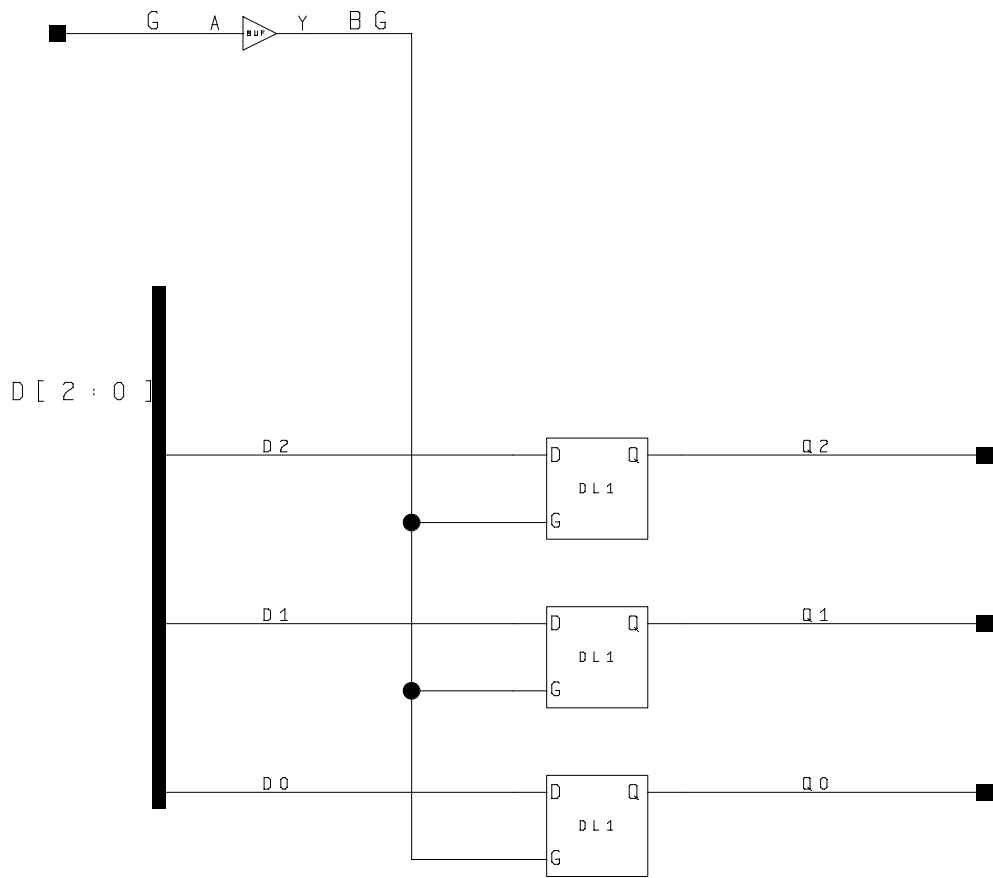 G A BUF Y BG
D[2:0]
D2 D Q Q2
DL1
G
D1 D Q Q1
DL1
G
D0 D Q Q0
DL1
G